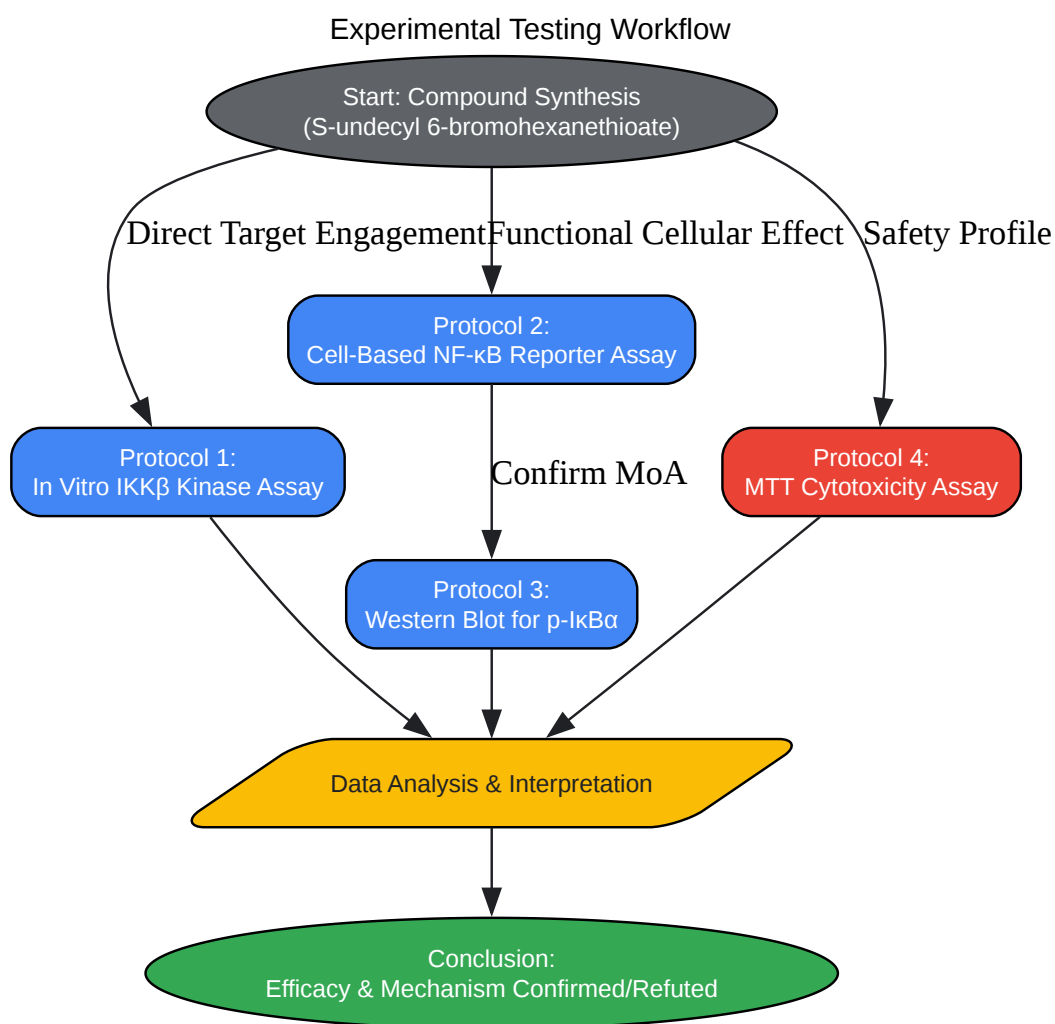 Experimental Testing Workflow
Start: Compound Synthesis
(S-undecyl 6-bromohexanethioate)
Direct Target Engagement
Functional Cellular Effect
Safety Profile
Protocol 2:
Cell-Based NF-κB Reporter Assay
Protocol 1:
In Vitro IKKβ Kinase Assay
Confirm MoA
Protocol 4:
MTT Cytotoxicity Assay
Protocol 3:
Western Blot for p-IκBα
Data Analysis & Interpretation
Conclusion:
Efficacy & Mechanism Confirmed/Refuted